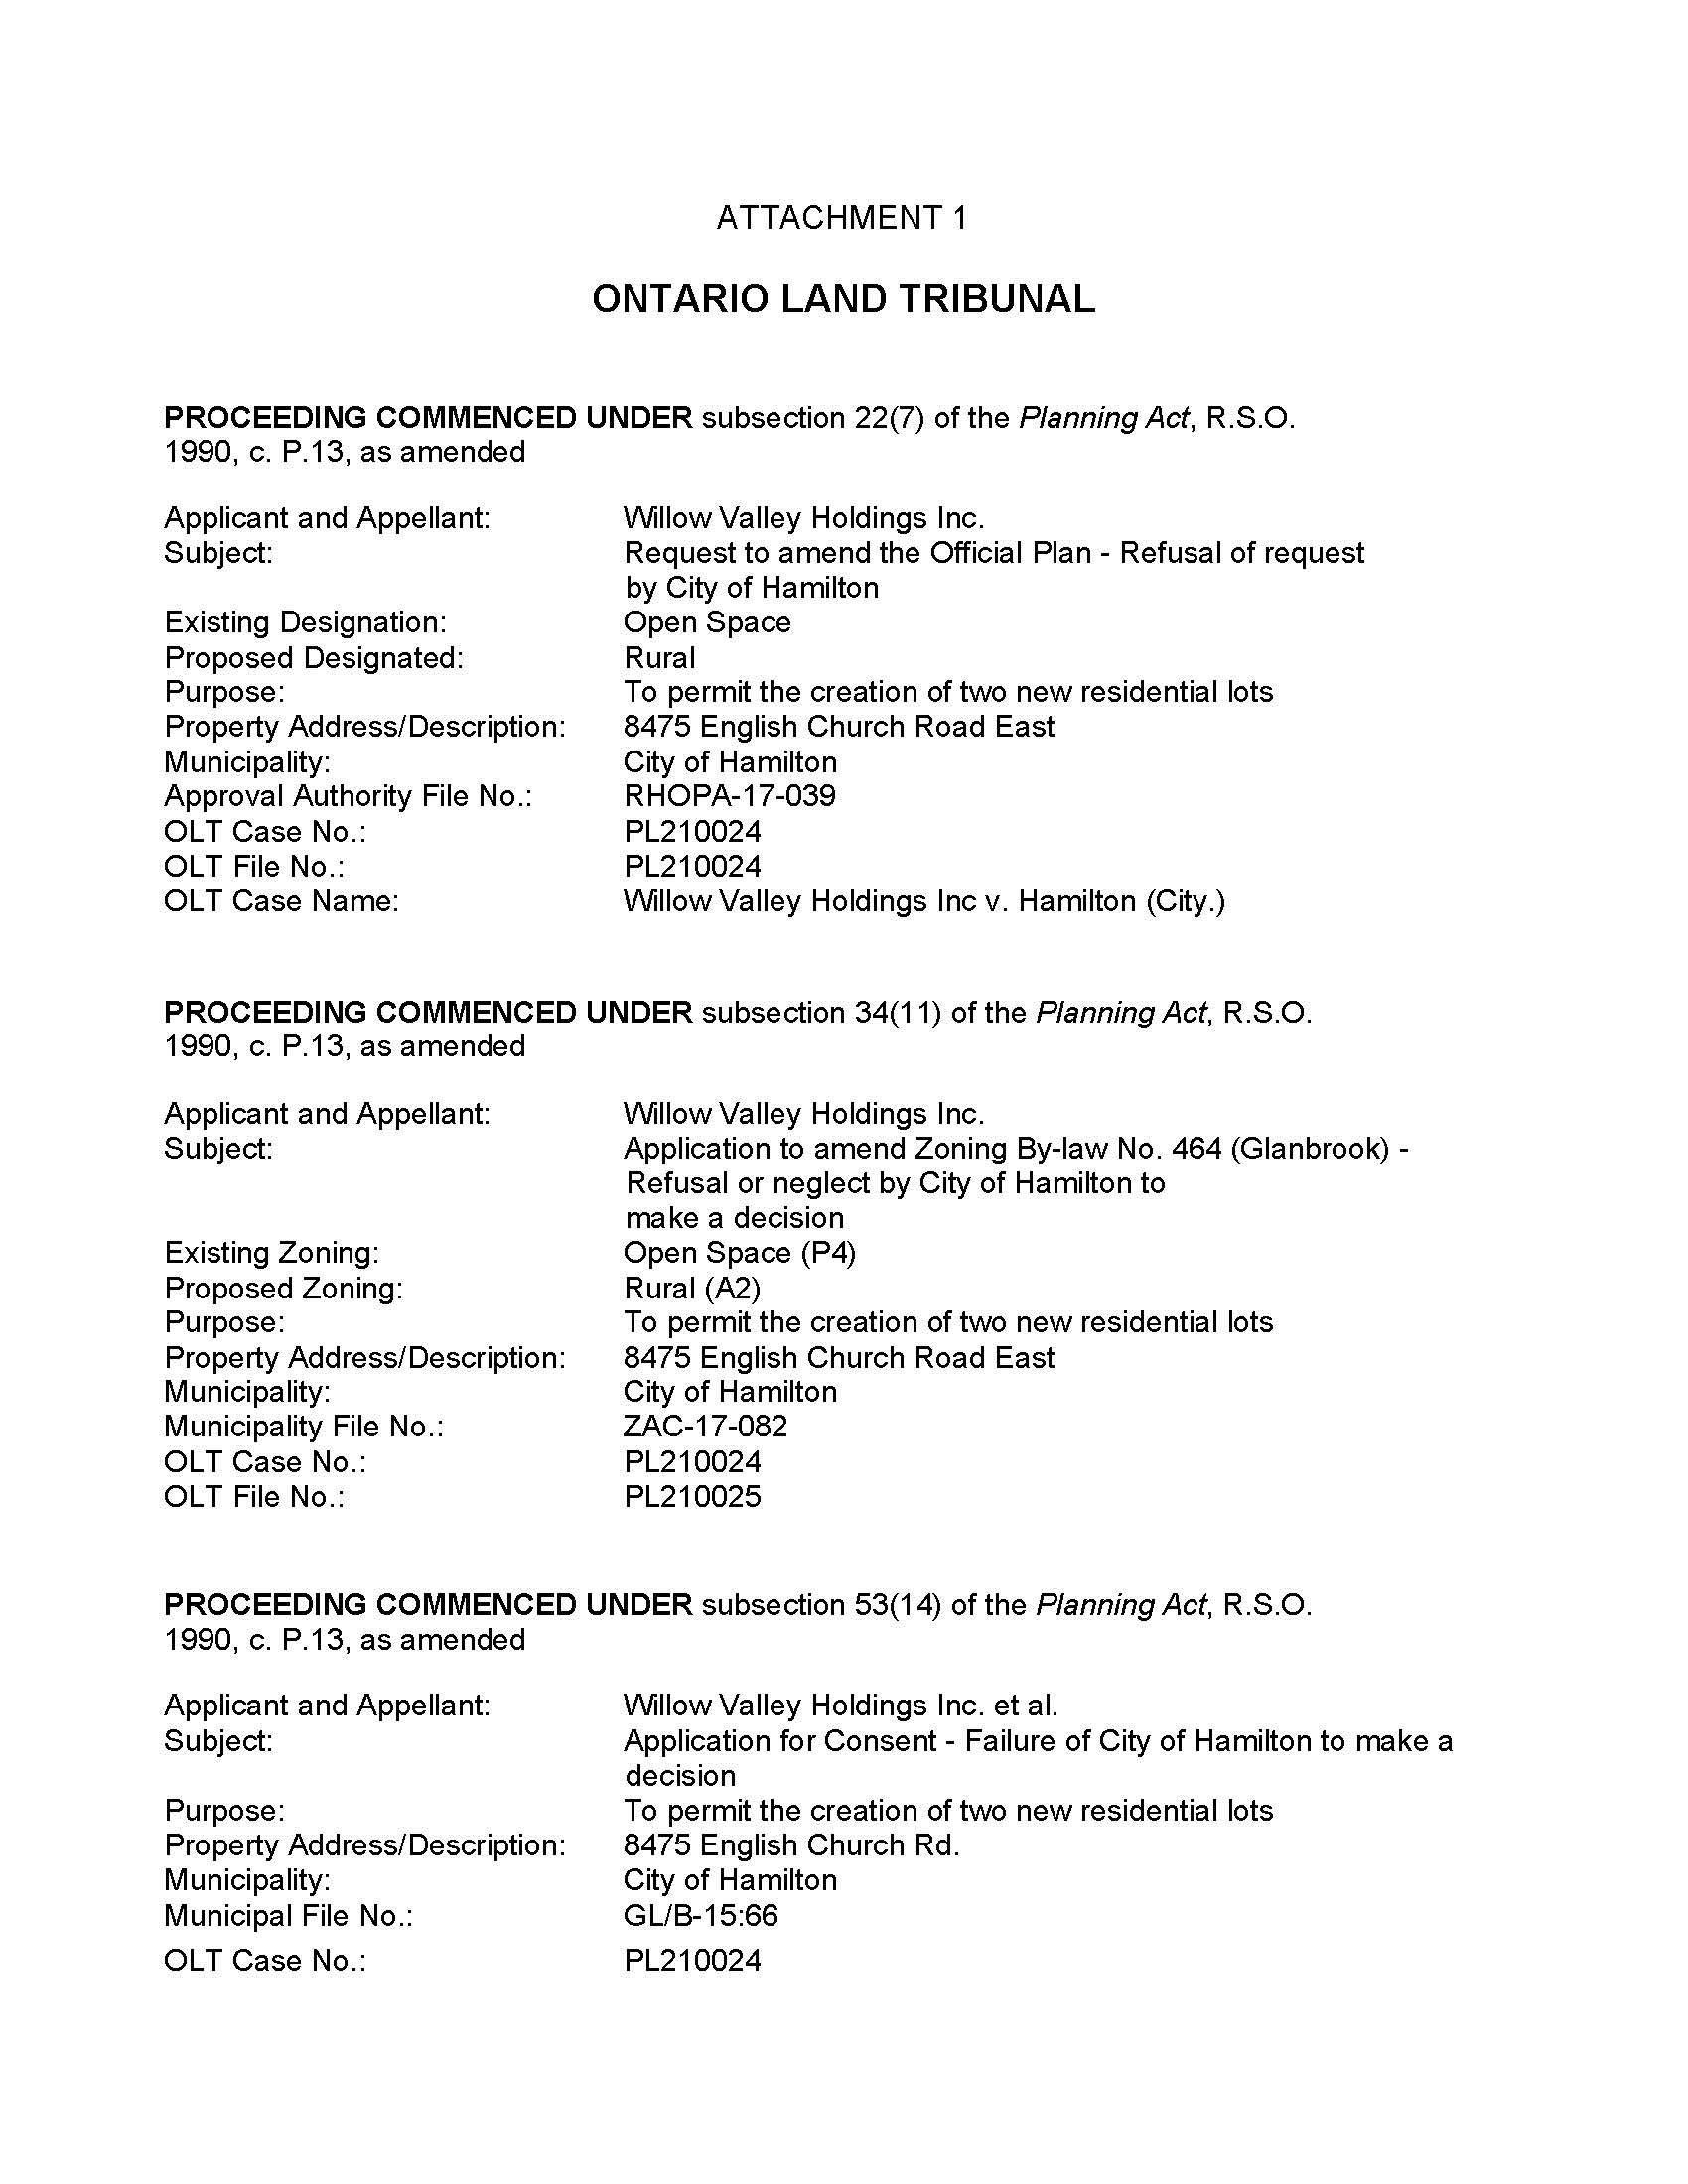 ATTACHMENT 1
ONTARIO LAND TRIBUNAL
PROCEEDING COMMENCED UNDER subsection 22(7) of the Planning Act, R.S.O.
1990, c. P.13, as amended
Applicant and Appellant: Willow Valley Holdings Inc.
Subject: Request to amend the Official Plan - Refusal of request
by City of Hamilton
Existing Designation: Open Space
Proposed Designated: Rural
Purpose: To permit the creation of two new residential lots
Property Address/Description: 8475 English Church Road East
Municipality: City of Hamilton
Approval Authority File No.: RHOPA-17-039
OLT Case No.: PL210024
OLT File No.: PL210024
OLT Case Name: Willow Valley Holdings Inc v. Hamilton (City.)
PROCEEDING COMMENCED UNDER subsection 34(11) of the Planning Act, R.S.O.
1990, c. P.13, as amended
Applicant and Appellant: Willow Valley Holdings Inc.
Subject: Application to amend Zoning By-law No. 464 (Glanbrook) -
Refusal or neglect by City of Hamilton to
make a decision
Existing Zoning: Open Space (P4)
Proposed Zoning: Rural (A2)
Purpose: To permit the creation of two new residential lots
Property Address/Description: 8475 English Church Road East
Municipality: City of Hamilton
Municipality File No.: ZAC-17-082
OLT Case No.: PL210024
OLT File No.: PL210025
PROCEEDING COMMENCED UNDER subsection 53(14) of the Planning Act, R.S.O.
1990, c. P.13, as amended
Applicant and Appellant: Willow Valley Holdings Inc. et al.
Subject: Application for Consent - Failure of City of Hamilton to make a
decision
Purpose: To permit the creation of two new residential lots
Property Address/Description: 8475 English Church Rd.
Municipality: City of Hamilton
Municipal File No.: GL/B-15:66
OLT Case No.: PL210024